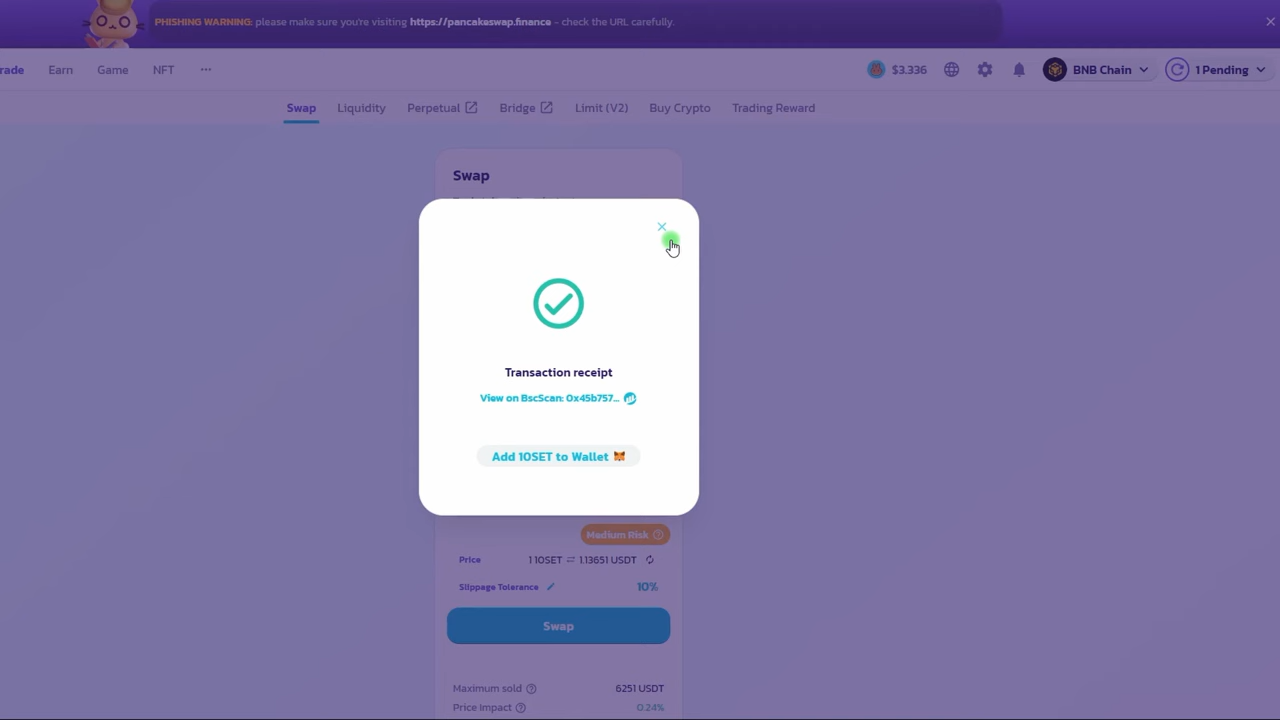 PHISHING WARNING: please make sure you're visiting https://pancakeswap.finance - check the URL carefully.
rade Earn Game NFT ... $3.336 BNB Chain 1 Pending
Swap Liquidity Perpetual Bridge Limit (V2) Buy Crypto Trading Reward
Swap
Transaction receipt
View on BscScan: 0x45b757...
Add 10SET to Wallet
Medium Risk
Price 1 10SET ⇌ 1.13651 USDT
Slippage Tolerance 10%
Swap
Maximum sold 6251 USDT
Price Impact 0.24%